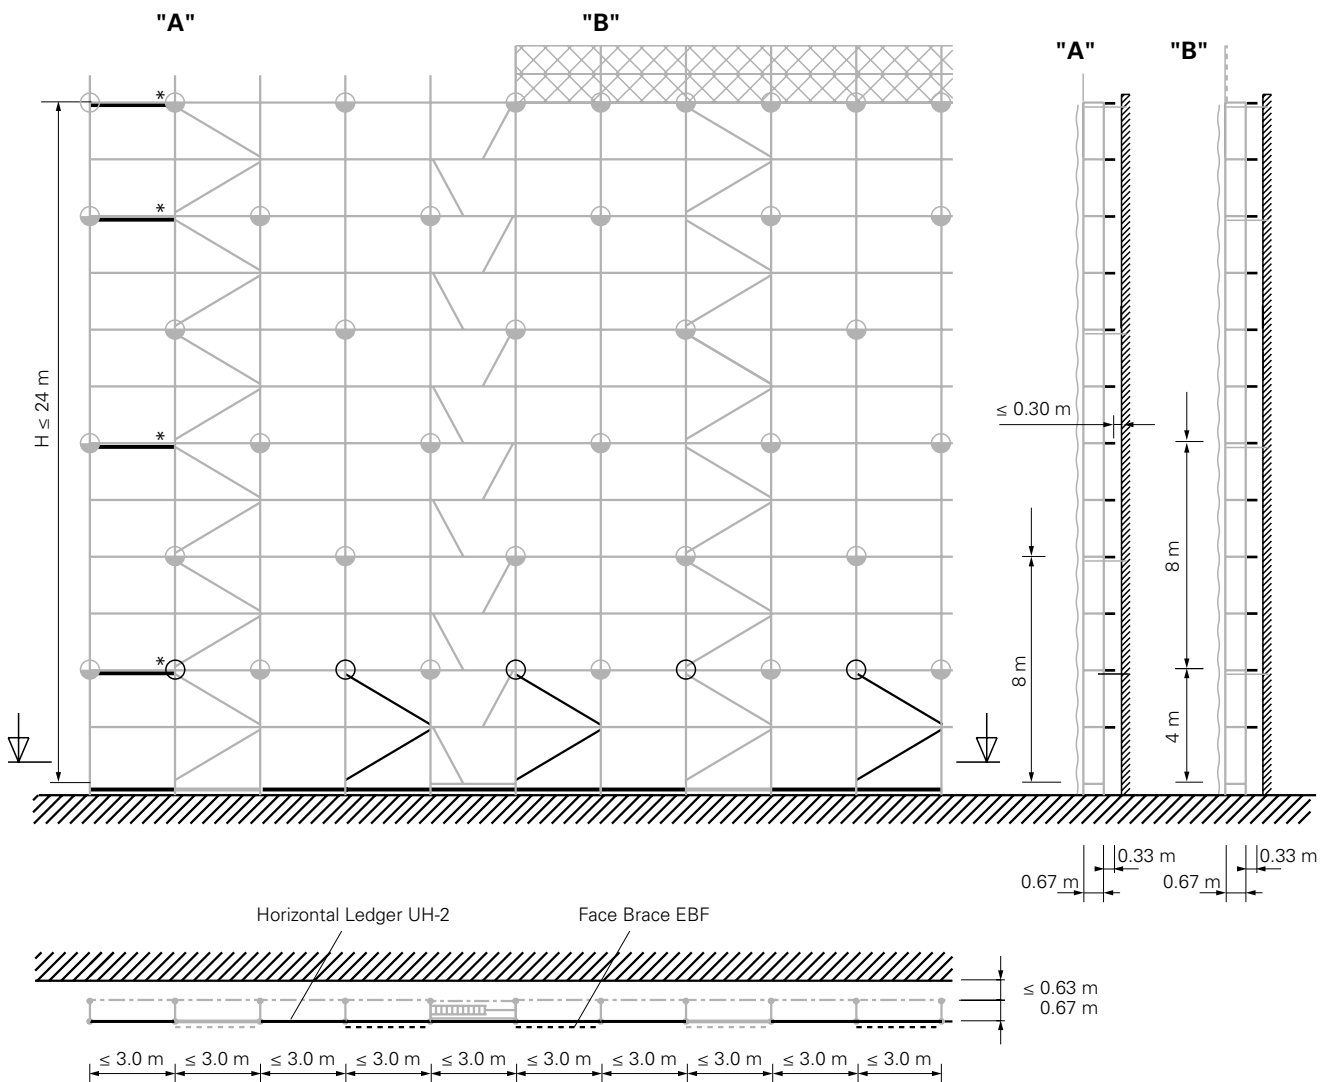 "A"
"B"
"A"
"B"
*
*
H ≤ 24 m
≤ 0.30 m
*
8 m
*
8 m
4 m
0.33 m
0.33 m
0.67 m
0.67 m
Horizontal Ledger UH-2
Face Brace EBF
≤ 0.63 m
0.67 m
≤ 3.0 m ≤ 3.0 m ≤ 3.0 m ≤ 3.0 m ≤ 3.0 m ≤ 3.0 m ≤ 3.0 m ≤ 3.0 m ≤ 3.0 m ≤ 3.0 m